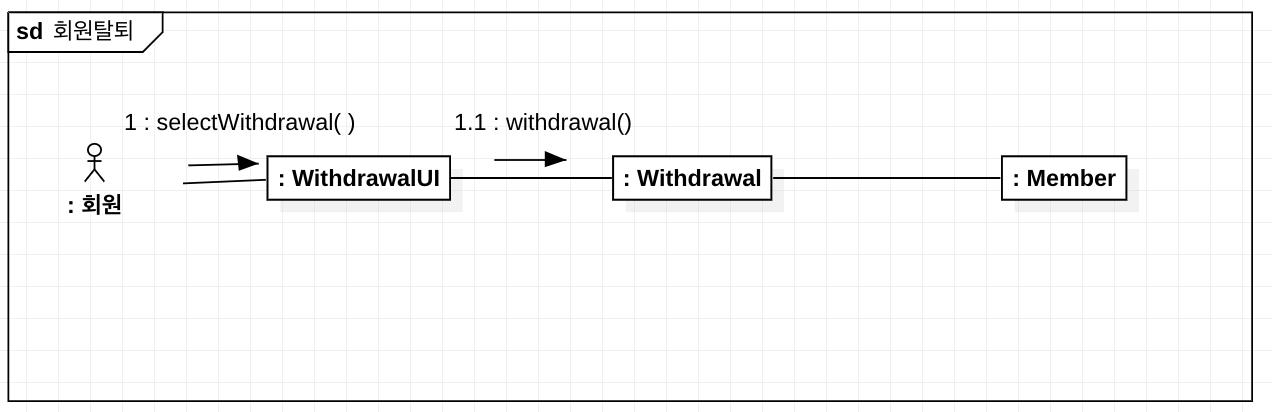 sd 회원탈퇴
1 : selectWithdrawal( )
1.1 : withdrawal()
: 회원
: WithdrawalUI
: Withdrawal
: Member